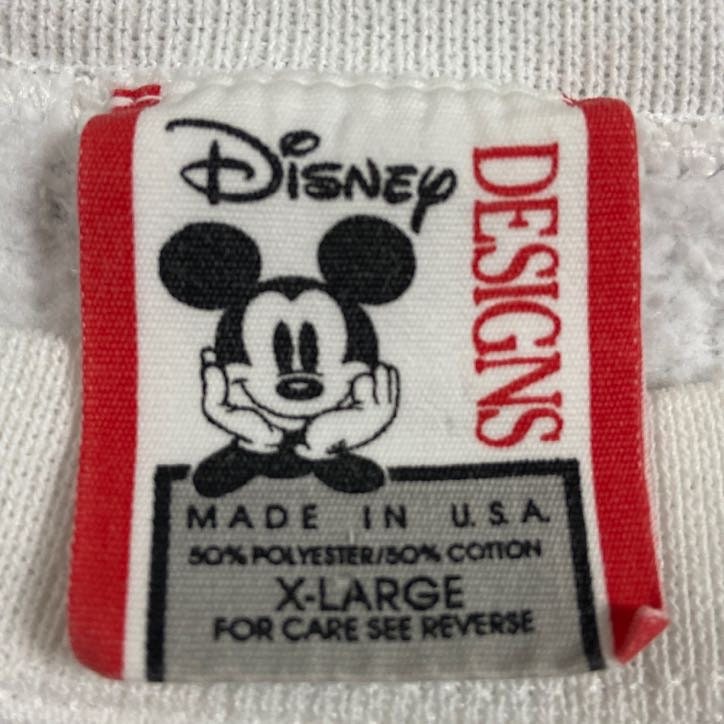 Disney
DESIGNS
MADE IN U.S.A.
50% POLYESTER/50% COTTON
X-LARGE
FOR CARE SEE REVERSE